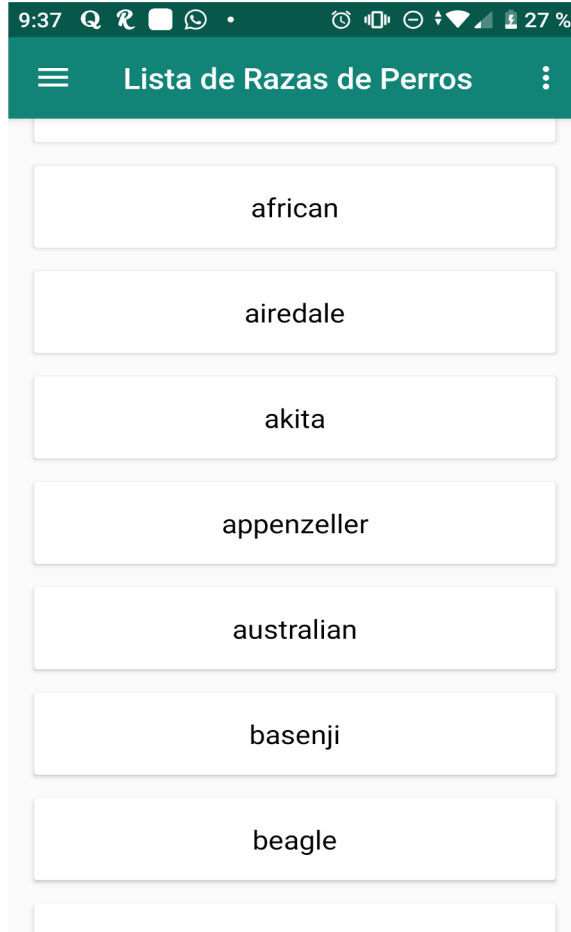 9:37 Q R 27 %
Lista de Razas de Perros
african
airedale
akita
appenzeller
australian
basenji
beagle